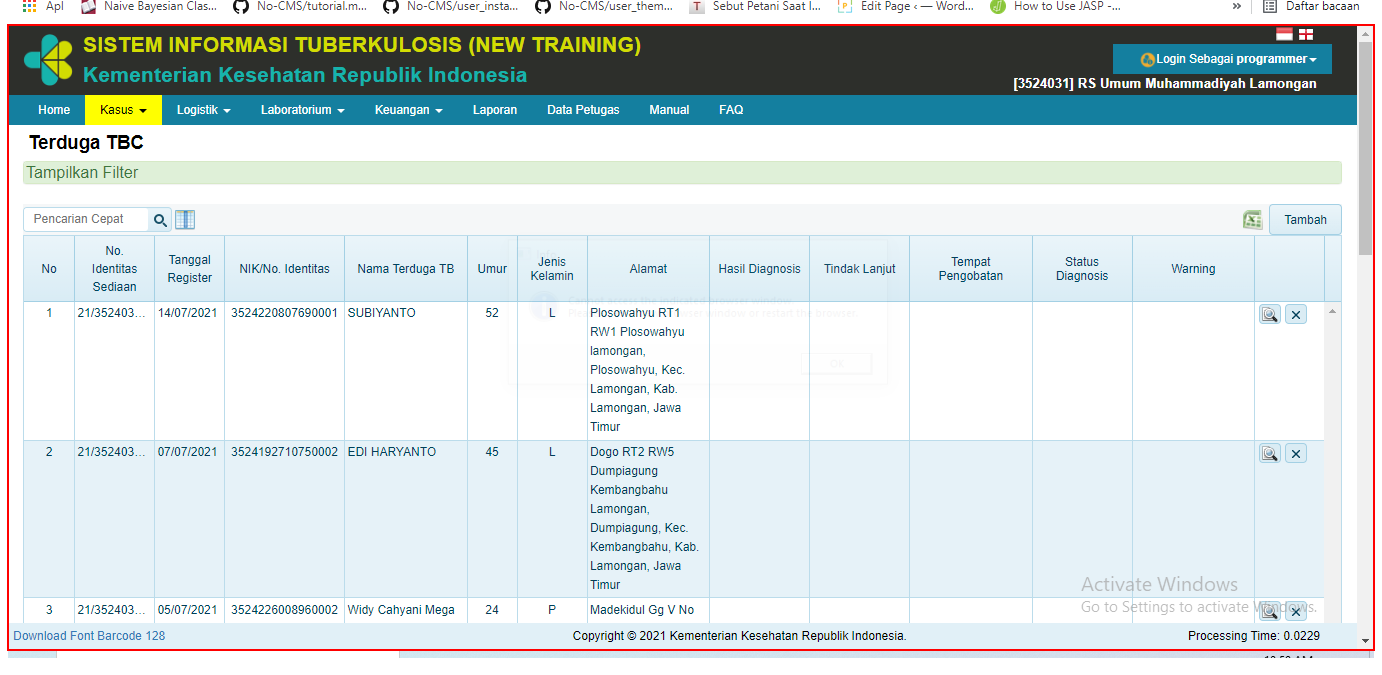 Apl Naive Bayesian Clas... No-CMS/tutorial.m... No-CMS/user_insta... No-CMS/user_them... Sebut Petani Saat I... Edit Page ‹ — Word... How to Use JASP -... » Daftar bacaan
SISTEM INFORMASI TUBERKULOSIS (NEW TRAINING)
Kementerian Kesehatan Republik Indonesia
Login Sebagai programmer
[3524031] RS Umum Muhammadiyah Lamongan
Home Kasus Logistik Laboratorium Keuangan Laporan Data Petugas Manual FAQ
Terduga TBC
Tampilkan Filter
Pencarian Cepat Tambah
No No. Identitas Sediaan Tanggal Register NIK/No. Identitas Nama Terduga TB Umur Jenis Kelamin Alamat Hasil Diagnosis Tindak Lanjut Tempat Pengobatan Status Diagnosis Warning
1 21/352403... 14/07/2021 3524220807690001 SUBIYANTO 52 L Plosowahyu RT1
RW1 Plosowahyu
lamongan,
Plosowahyu, Kec.
Lamongan, Kab.
Lamongan, Jawa
Timur
2 21/352403... 07/07/2021 3524192710750002 EDI HARYANTO 45 L Dogo RT2 RW5
Dumpiagung
Kembangbahu
Lamongan,
Dumpiagung, Kec.
Kembangbahu, Kab.
Lamongan, Jawa
Timur
3 21/352403... 05/07/2021 3524226008960002 Widy Cahyani Mega 24 P Madekidul Gg V No
Activate Windows
Go to Settings to activate Windows.
Download Font Barcode 128 Copyright © 2021 Kementerian Kesehatan Republik Indonesia. Processing Time: 0.0229